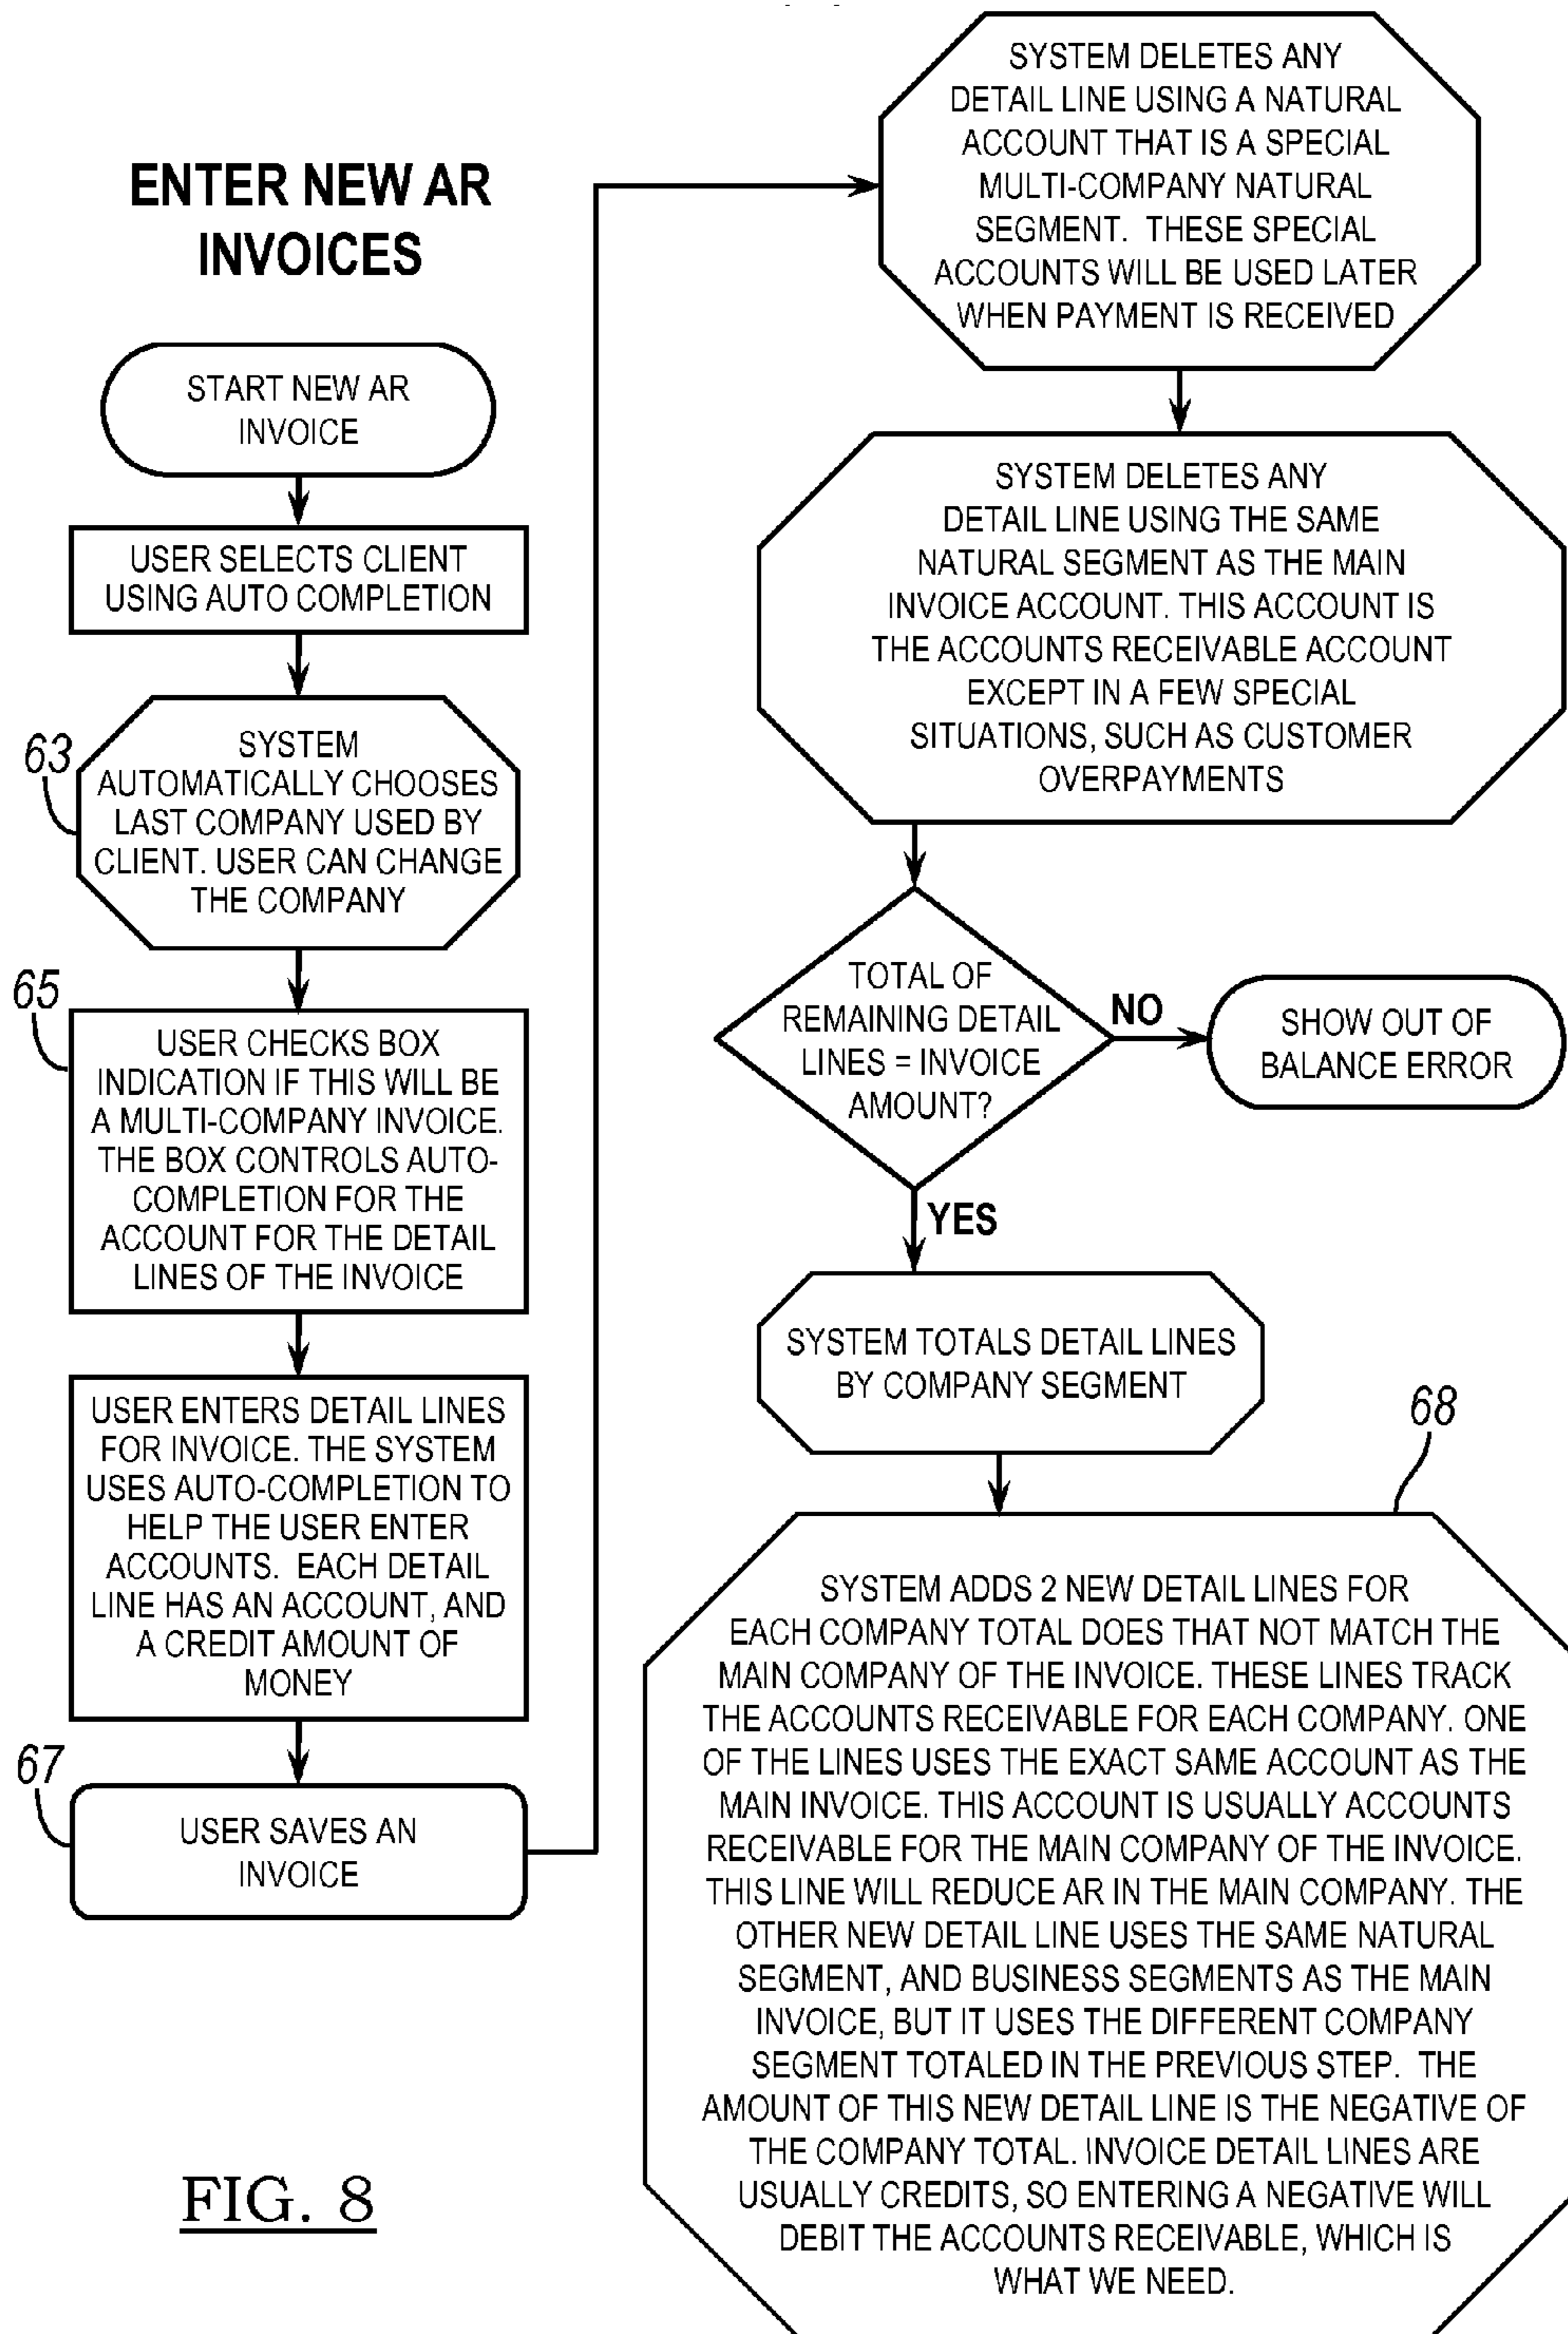 ENTER NEW AR
INVOICES
START NEW AR
INVOICE
USER SELECTS CLIENT
USING AUTO COMPLETION
63
SYSTEM
AUTOMATICALLY CHOOSES
LAST COMPANY USED BY
CLIENT. USER CAN CHANGE
THE COMPANY
65
USER CHECKS BOX
INDICATION IF THIS WILL BE
A MULTI-COMPANY INVOICE.
THE BOX CONTROLS AUTO-
COMPLETION FOR THE
ACCOUNT FOR THE DETAIL
LINES OF THE INVOICE
USER ENTERS DETAIL LINES
FOR INVOICE. THE SYSTEM
USES AUTO-COMPLETION TO
HELP THE USER ENTER
ACCOUNTS. EACH DETAIL
LINE HAS AN ACCOUNT, AND
A CREDIT AMOUNT OF
MONEY
67
USER SAVES AN
INVOICE
SYSTEM DELETES ANY
DETAIL LINE USING A NATURAL
ACCOUNT THAT IS A SPECIAL
MULTI-COMPANY NATURAL
SEGMENT. THESE SPECIAL
ACCOUNTS WILL BE USED LATER
WHEN PAYMENT IS RECEIVED
SYSTEM DELETES ANY
DETAIL LINE USING THE SAME
NATURAL SEGMENT AS THE MAIN
INVOICE ACCOUNT. THIS ACCOUNT IS
THE ACCOUNTS RECEIVABLE ACCOUNT
EXCEPT IN A FEW SPECIAL
SITUATIONS, SUCH AS CUSTOMER
OVERPAYMENTS
TOTAL OF
REMAINING DETAIL
LINES = INVOICE
AMOUNT?
NO
SHOW OUT OF
BALANCE ERROR
YES
SYSTEM TOTALS DETAIL LINES
BY COMPANY SEGMENT
68
SYSTEM ADDS 2 NEW DETAIL LINES FOR
EACH COMPANY TOTAL DOES THAT NOT MATCH THE
MAIN COMPANY OF THE INVOICE. THESE LINES TRACK
THE ACCOUNTS RECEIVABLE FOR EACH COMPANY. ONE
OF THE LINES USES THE EXACT SAME ACCOUNT AS THE
MAIN INVOICE. THIS ACCOUNT IS USUALLY ACCOUNTS
RECEIVABLE FOR THE MAIN COMPANY OF THE INVOICE.
THIS LINE WILL REDUCE AR IN THE MAIN COMPANY. THE
OTHER NEW DETAIL LINE USES THE SAME NATURAL
SEGMENT, AND BUSINESS SEGMENTS AS THE MAIN
INVOICE, BUT IT USES THE DIFFERENT COMPANY
SEGMENT TOTALED IN THE PREVIOUS STEP. THE
AMOUNT OF THIS NEW DETAIL LINE IS THE NEGATIVE OF
THE COMPANY TOTAL. INVOICE DETAIL LINES ARE
USUALLY CREDITS, SO ENTERING A NEGATIVE WILL
DEBIT THE ACCOUNTS RECEIVABLE, WHICH IS
WHAT WE NEED.
FIG. 8